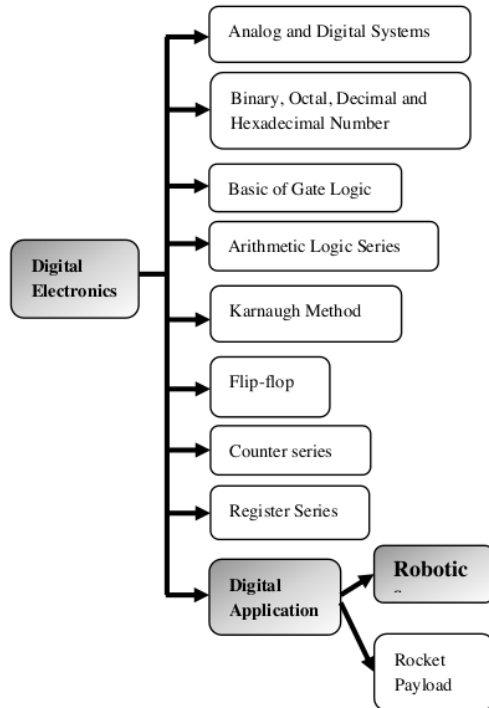 Analog and Digital Systems
Binary, Octal, Decimal and
Hexadecimal Number
Basic of Gate Logic
Arithmetic Logic Series
Digital
Electronics
Karnaugh Method
Flip-flop
Counter series
Register Series
Digital
Application
Robotic
Rocket
Payload